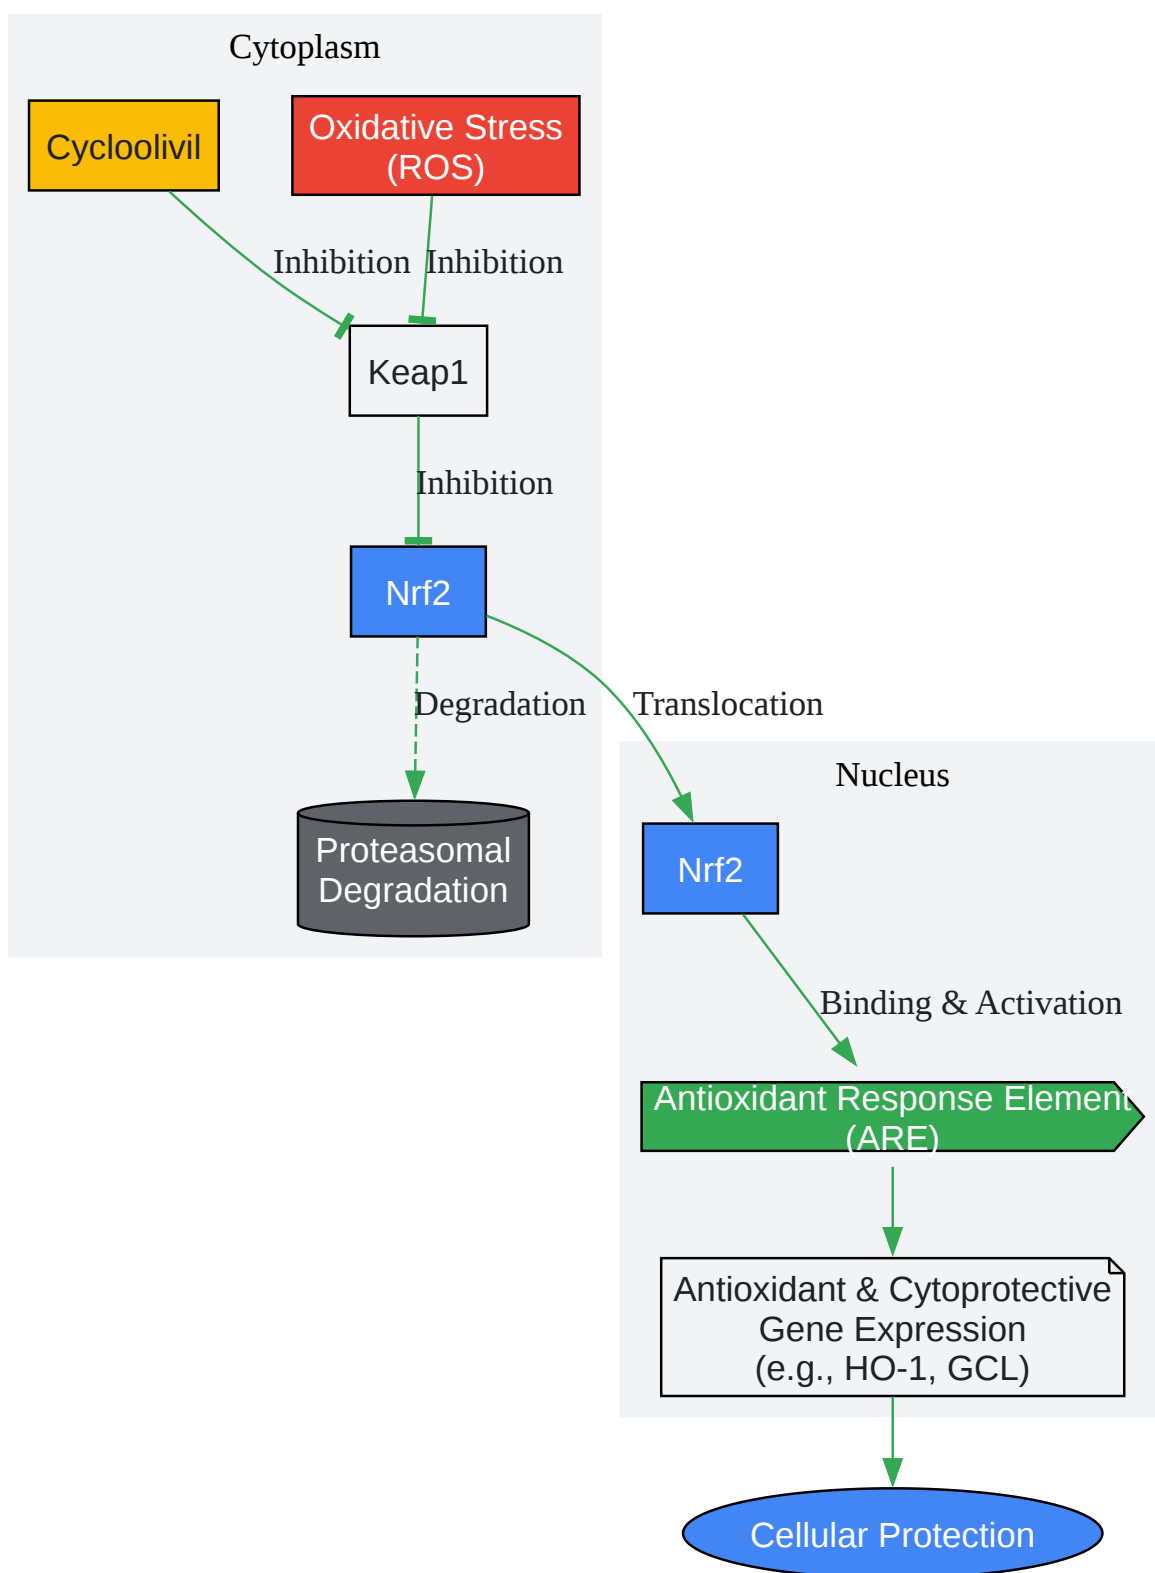 Cytoplasm
Cycloolivil
Oxidative Stress
(ROS)
Inhibition
Inhibition
Keap1
Inhibition
Nrf2
Degradation
Translocation
Nucleus
Proteasomal
Degradation
Nrf2
Binding & Activation
Antioxidant Response Element
(ARE)
Antioxidant & Cytoprotective
Gene Expression
(e.g., HO-1, GCL)
Cellular Protection